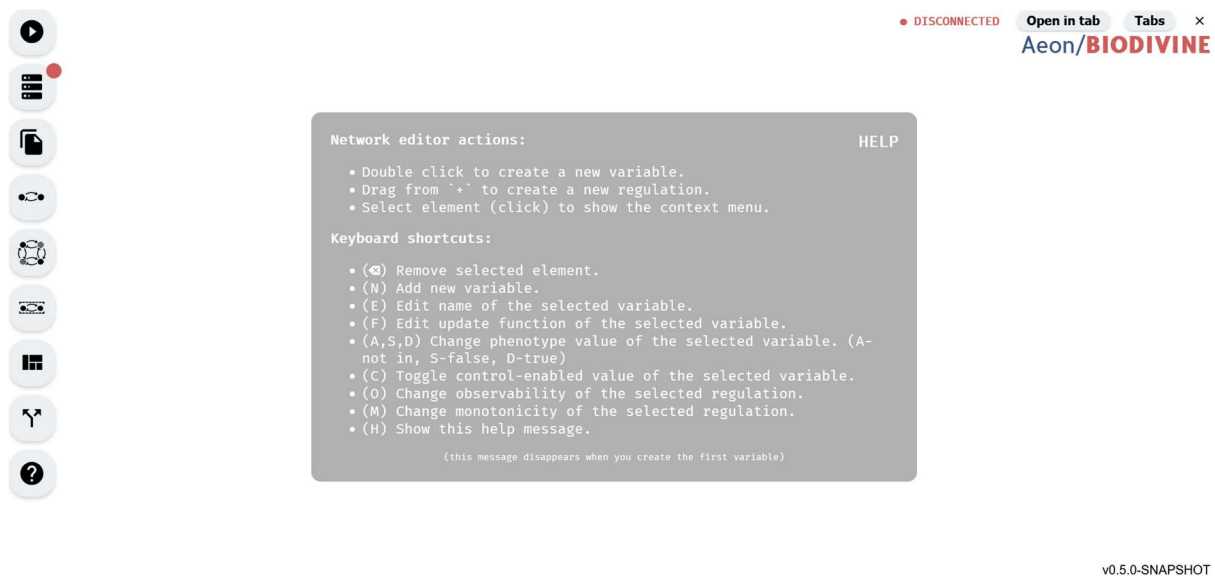 ● DISCONNECTED Open in tab Tabs ×
Aeon/BIODIVINE
Network editor actions: HELP
• Double click to create a new variable.
• Drag from `+` to create a new regulation.
• Select element (click) to show the context menu.
Keyboard shortcuts:
• (⌫) Remove selected element.
• (N) Add new variable.
• (E) Edit name of the selected variable.
• (F) Edit update function of the selected variable.
• (A,S,D) Change phenotype value of the selected variable. (A-
not in, S-false, D-true)
• (C) Toggle control-enabled value of the selected variable.
• (O) Change observability of the selected regulation.
• (M) Change monotonicity of the selected regulation.
• (H) Show this help message.
(this message disappears when you create the first variable)
v0.5.0-SNAPSHOT